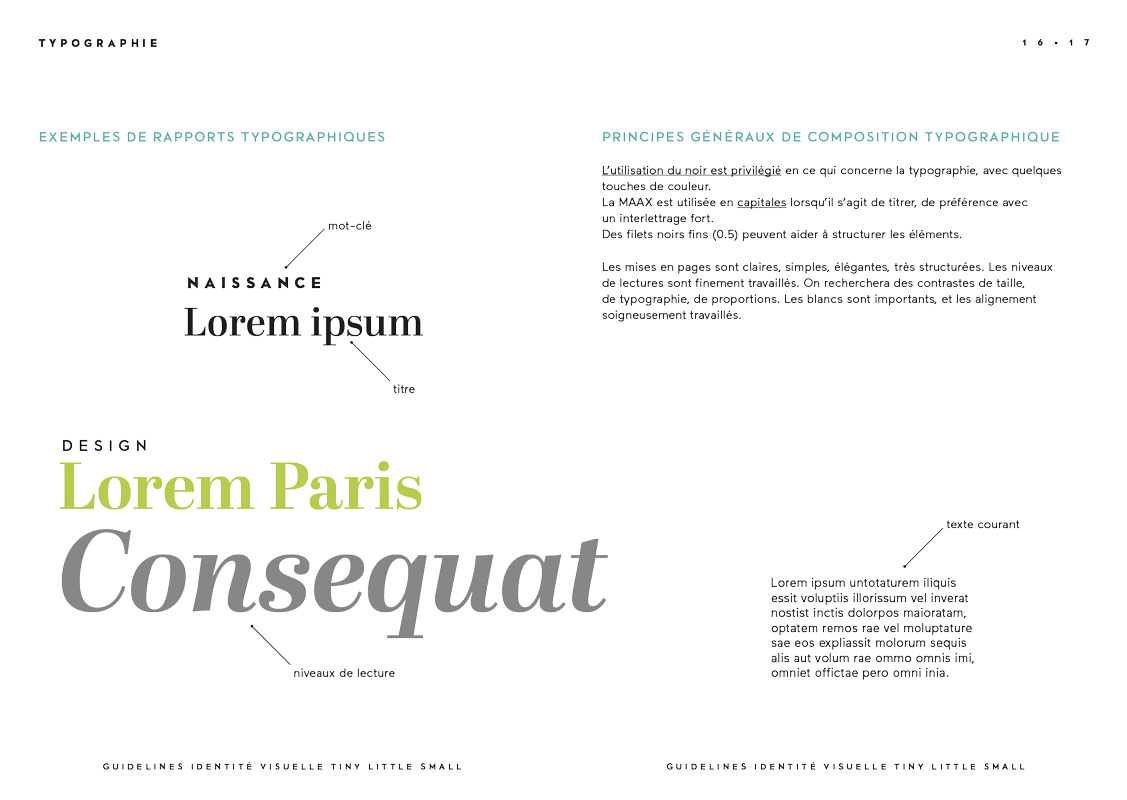 TYPOGRAPHIE
16 • 17
EXEMPLES DE RAPPORTS TYPOGRAPHIQUES
mot-clé
NAISSANCE
Lorem ipsum
titre
DESIGN
Lorem Paris
Consequat
niveaux de lecture
PRINCIPES GÉNÉRAUX DE COMPOSITION TYPOGRAPHIQUE
L'utilisation du noir est privilégié en ce qui concerne la typographie, avec quelques
touches de couleur.
La MAAX est utilisée en capitales lorsqu'il s'agit de titrer, de préférence avec
un interlettrage fort.
Des filets noirs fins (0.5) peuvent aider à structurer les éléments.
Les mises en pages sont claires, simples, élégantes, très structurées. Les niveaux
de lectures sont finement travaillés. On recherchera des contrastes de taille,
de typographie, de proportions. Les blancs sont importants, et les alignement
soigneusement travaillés.
texte courant
Lorem ipsum untotaturem iliquis
essit voluptiis illorissum vel inverat
nostist inctis dolorpos maioratam,
optatem remos rae vel moluptature
sae eos expliassit molorum sequis
alis aut volum rae ommo omnis imi,
omniet offictae pero omni inia.
GUIDELINES IDENTITÉ VISUELLE TINY LITTLE SMALL
GUIDELINES IDENTITÉ VISUELLE TINY LITTLE SMALL